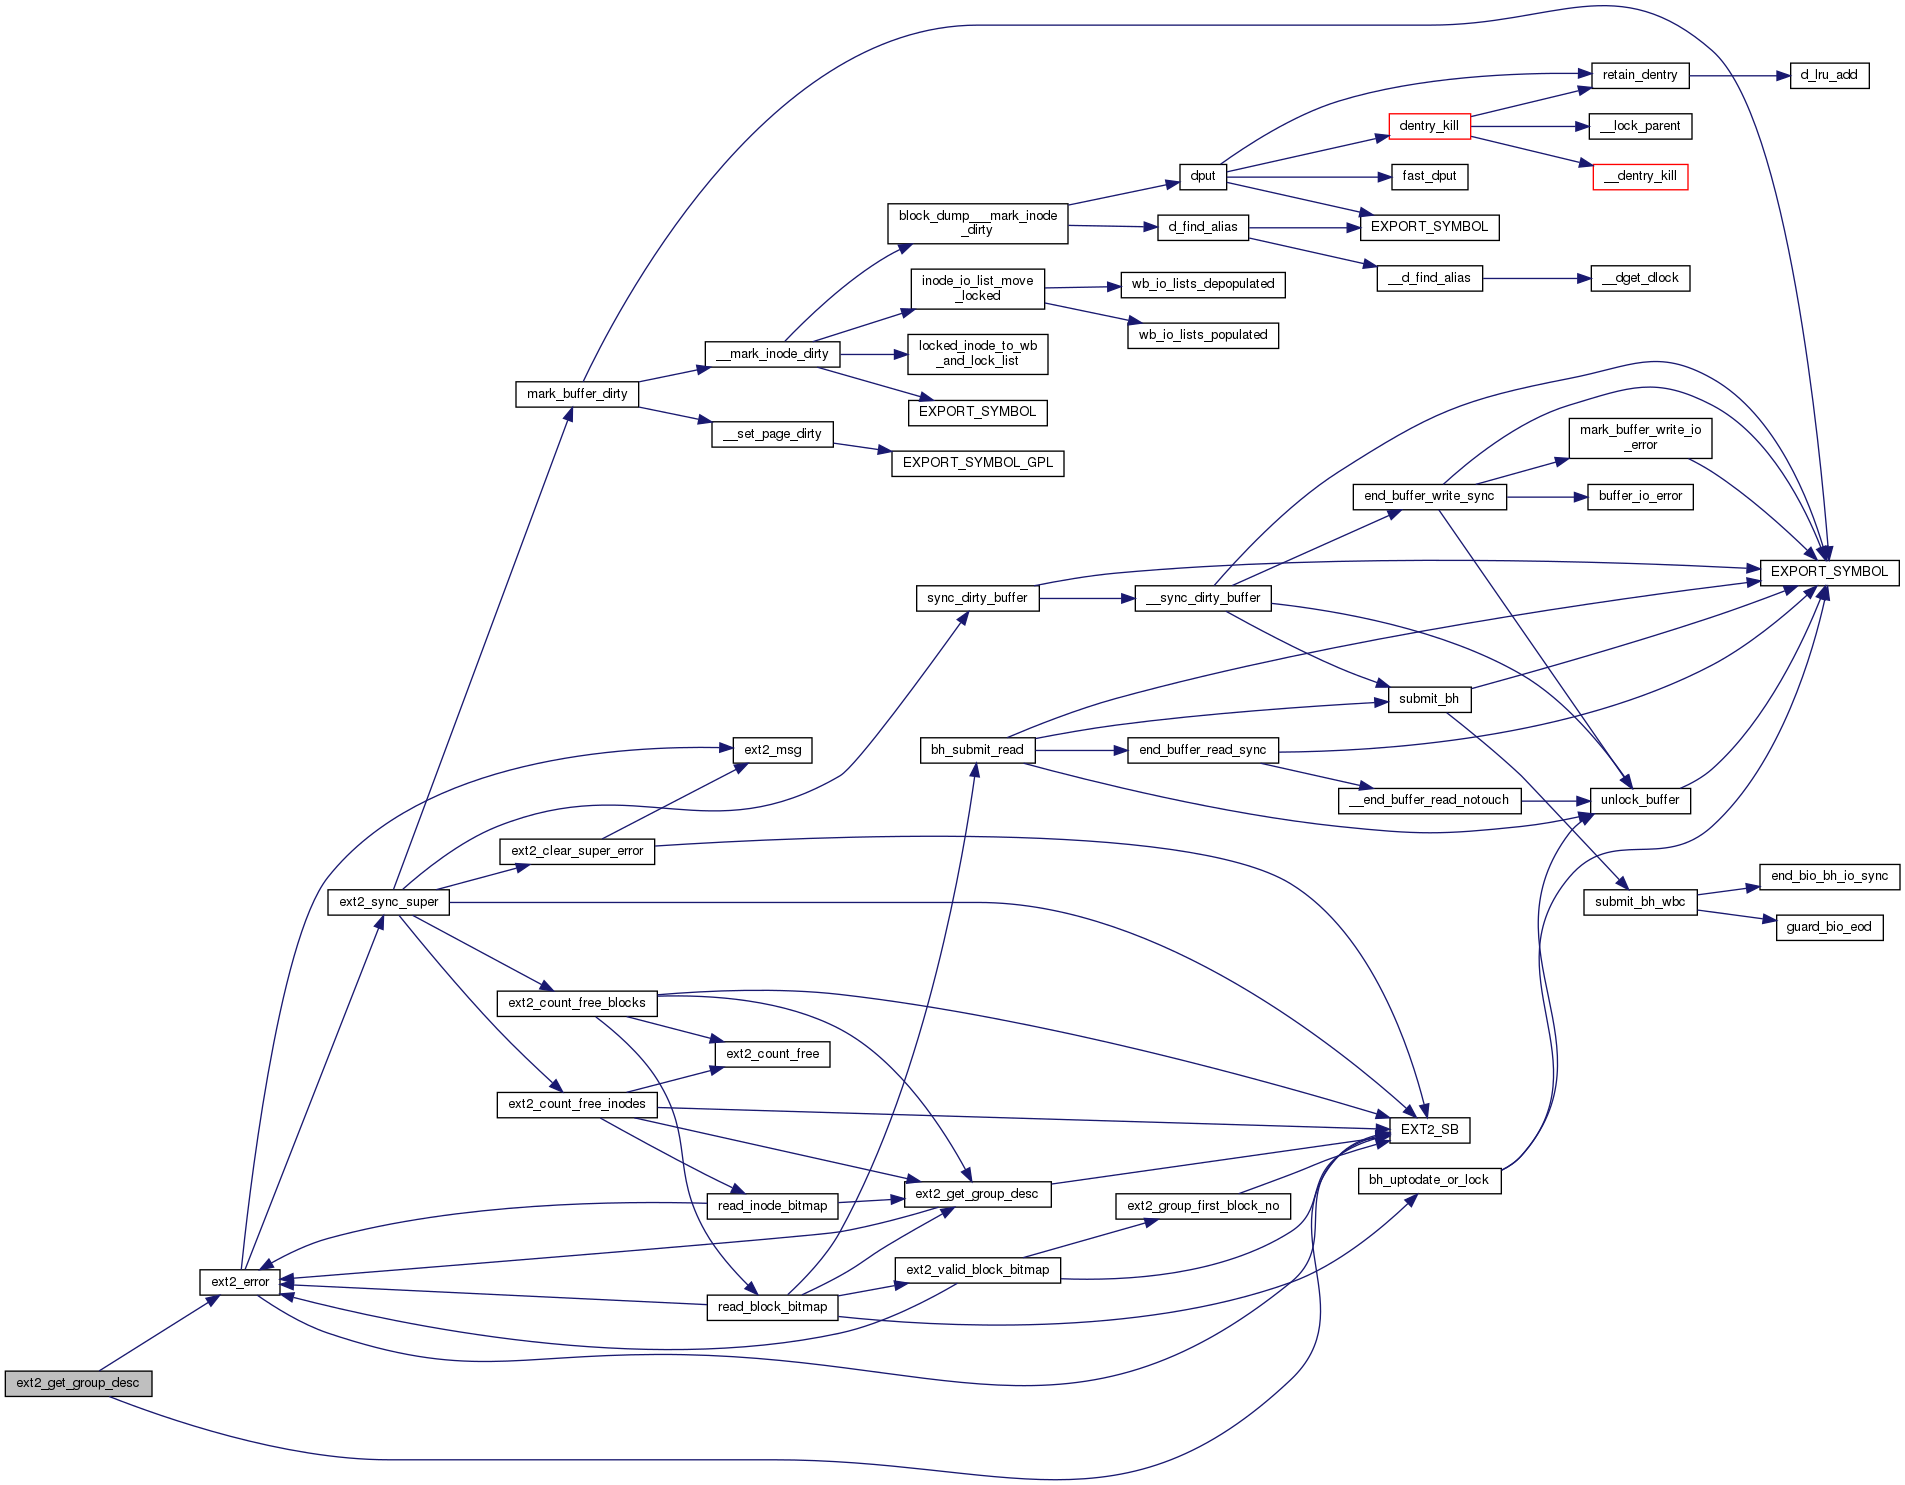 retain_dentry
d_lru_add
dentry_kill
__lock_parent
dput
fast_dput
__dentry_kill
block_dump___mark_inode
_dirty
d_find_alias
EXPORT_SYMBOL
__d_find_alias
__dget_dlock
inode_io_list_move
_locked
wb_io_lists_depopulated
wb_io_lists_populated
__mark_inode_dirty
locked_inode_to_wb
_and_lock_list
mark_buffer_dirty
EXPORT_SYMBOL
__set_page_dirty
EXPORT_SYMBOL_GPL
mark_buffer_write_io
_error
end_buffer_write_sync
buffer_io_error
EXPORT_SYMBOL
sync_dirty_buffer
__sync_dirty_buffer
submit_bh
ext2_msg
bh_submit_read
end_buffer_read_sync
__end_buffer_read_notouch
unlock_buffer
ext2_clear_super_error
end_bio_bh_io_sync
ext2_sync_super
submit_bh_wbc
guard_bio_eod
ext2_count_free_blocks
ext2_count_free
ext2_count_free_inodes
EXT2_SB
bh_uptodate_or_lock
ext2_get_group_desc
read_inode_bitmap
ext2_group_first_block_no
ext2_valid_block_bitmap
ext2_error
read_block_bitmap
ext2_get_group_desc